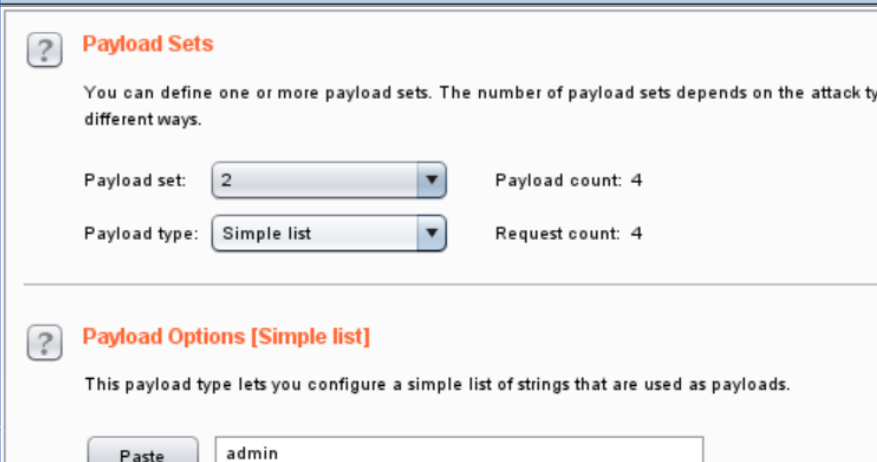 ? Payload Sets
You can define one or more payload sets. The number of payload sets depends on the attack ty
different ways.
Payload set: 2 Payload count: 4
Payload type: Simple list Request count: 4
? Payload Options [Simple list]
This payload type lets you configure a simple list of strings that are used as payloads.
Paste admin